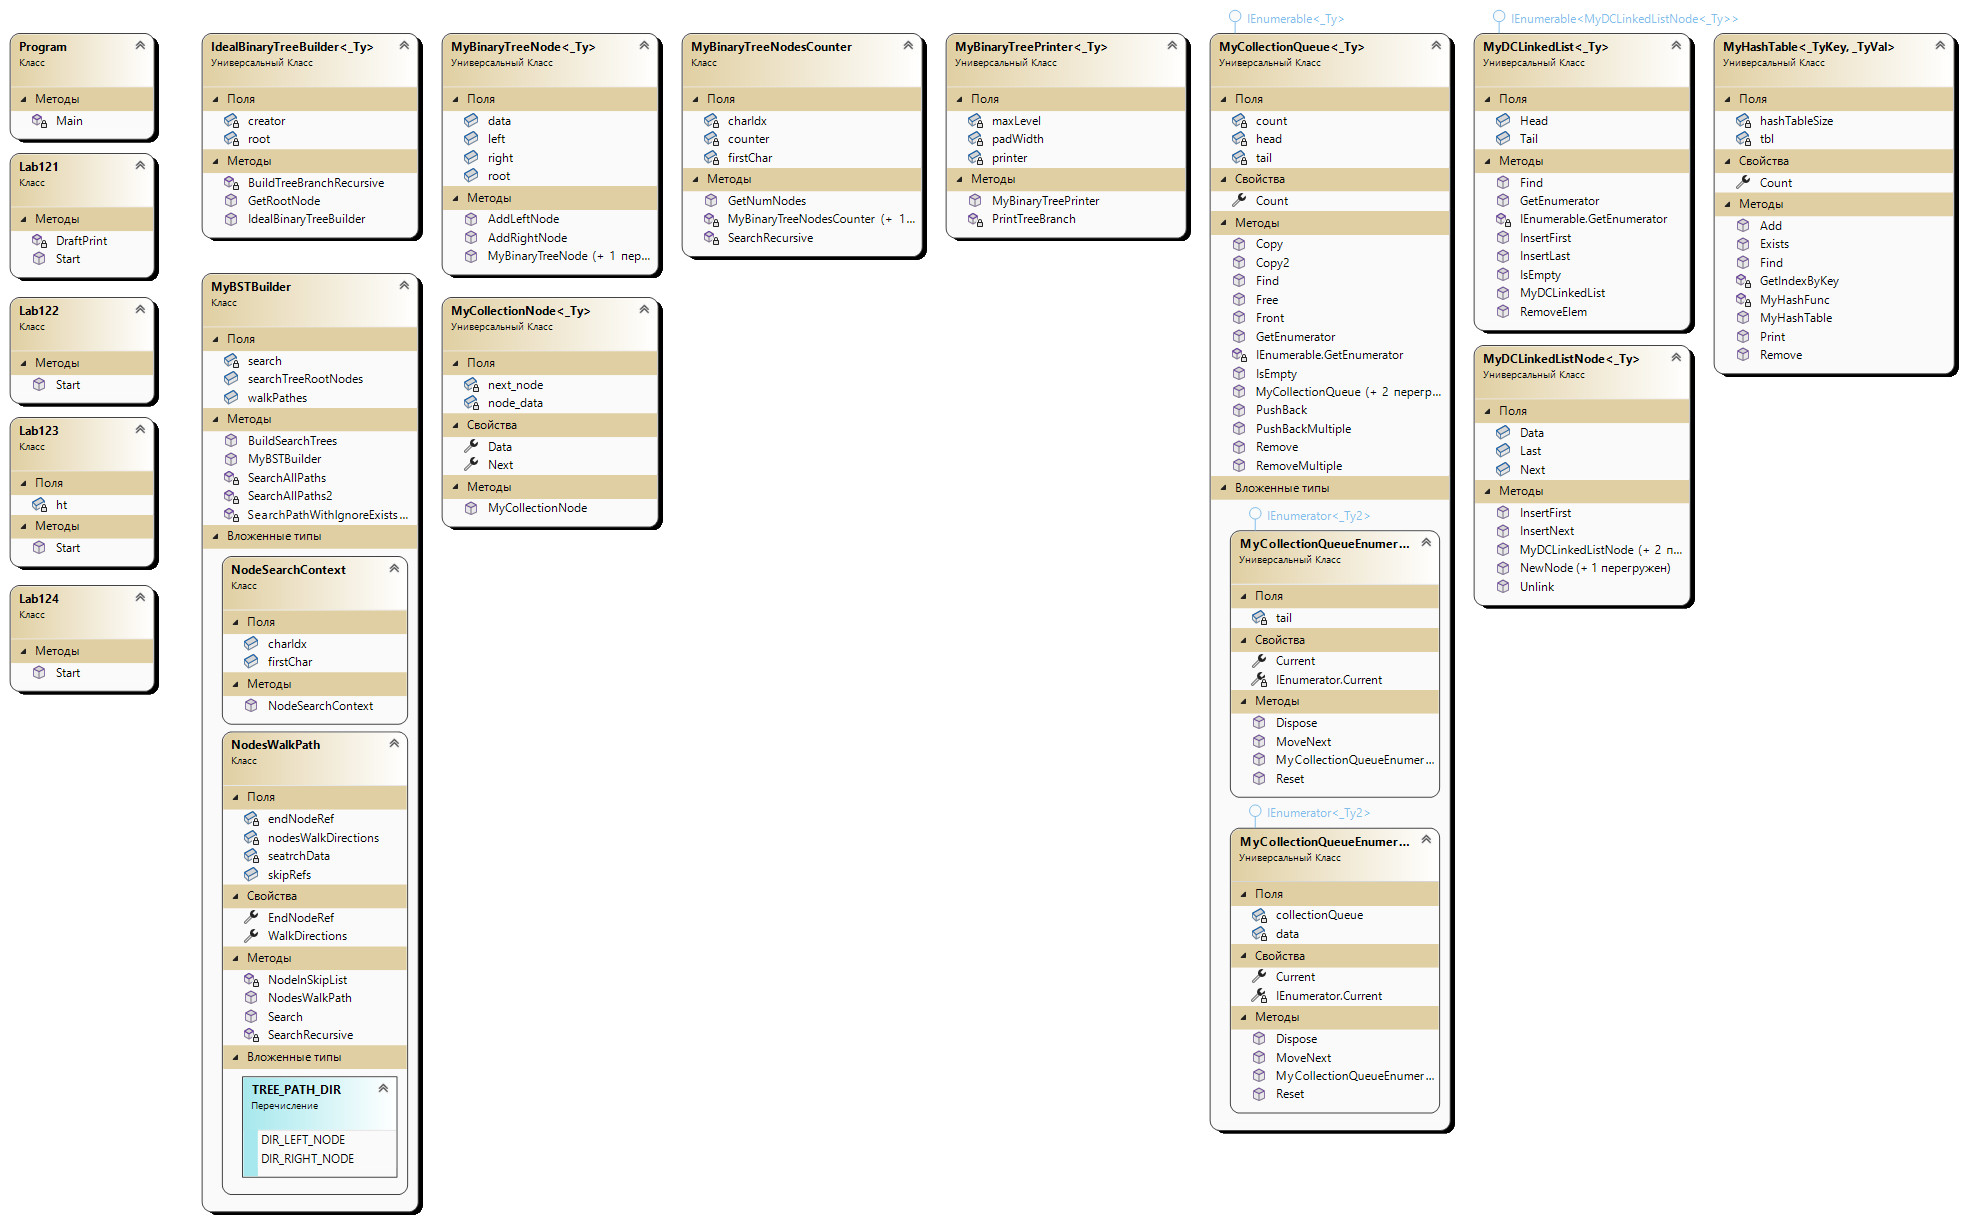 Program
Класс
Методы
Main
Lab121
Класс
Методы
DraftPrint
Start
Lab122
Класс
Методы
Start
Lab123
Класс
Поля
ht
Методы
Start
Lab124
Класс
Методы
Start
IdealBinaryTreeBuilder<_Ty>
Универсальный Класс
Поля
creator
root
Методы
BuildTreeBranchRecursive
GetRootNode
IdealBinaryTreeBuilder
MyBSTBuilder
Класс
Поля
search
searchTreeRootNodes
walkPathes
Методы
BuildSearchTrees
MyBSTBuilder
SearchAllPaths
SearchAllPaths2
SearchPathWithIgnoreExists...
Вложенные типы
NodeSearchContext
Класс
Поля
charIdx
firstChar
Методы
NodeSearchContext
NodesWalkPath
Класс
Поля
endNodeRef
nodesWalkDirections
seatrchData
skipRefs
Свойства
EndNodeRef
WalkDirections
Методы
NodeInSkipList
NodesWalkPath
Search
SearchRecursive
Вложенные типы
TREE_PATH_DIR
Перечисление
DIR_LEFT_NODE
DIR_RIGHT_NODE
MyBinaryTreeNode<_Ty>
Универсальный Класс
Поля
data
left
right
root
Методы
AddLeftNode
AddRightNode
MyBinaryTreeNode (+ 1 пер...
MyCollectionNode<_Ty>
Универсальный Класс
Поля
next_node
node_data
Свойства
Data
Next
Методы
MyCollectionNode
MyBinaryTreeNodesCounter
Класс
Поля
charIdx
counter
firstChar
Методы
GetNumNodes
MyBinaryTreeNodesCounter (+ 1...
SearchRecursive
MyBinaryTreePrinter<_Ty>
Универсальный Класс
Поля
maxLevel
padWidth
printer
Методы
MyBinaryTreePrinter
PrintTreeBranch
IEnumerable<_Ty>
MyCollectionQueue<_Ty>
Универсальный Класс
Поля
count
head
tail
Свойства
Count
Методы
Copy
Copy2
Find
Free
Front
GetEnumerator
IEnumerable.GetEnumerator
IsEmpty
MyCollectionQueue (+ 2 перегр...
PushBack
PushBackMultiple
Remove
RemoveMultiple
Вложенные типы
IEnumerator<_Ty2>
MyCollectionQueueEnumer...
Универсальный Класс
Поля
tail
Свойства
Current
IEnumerator.Current
Методы
Dispose
MoveNext
MyCollectionQueueEnumer...
Reset
IEnumerator<_Ty2>
MyCollectionQueueEnumer...
Универсальный Класс
Поля
collectionQueue
data
Свойства
Current
IEnumerator.Current
Методы
Dispose
MoveNext
MyCollectionQueueEnumer...
Reset
IEnumerable<MyDCLinkedListNode<_Ty>>
MyDCLinkedList<_Ty>
Универсальный Класс
Поля
Head
Tail
Методы
Find
GetEnumerator
IEnumerable.GetEnumerator
InsertFirst
InsertLast
IsEmpty
MyDCLinkedList
RemoveElem
MyDCLinkedListNode<_Ty>
Универсальный Класс
Поля
Data
Last
Next
Методы
InsertFirst
InsertNext
MyDCLinkedListNode (+ 2 п...
NewNode (+ 1 перегружен)
Unlink
MyHashTable<_TyKey, _TyVal>
Универсальный Класс
Поля
hashTableSize
tbl
Свойства
Count
Методы
Add
Exists
Find
GetIndexByKey
MyHashFunc
MyHashTable
Print
Remove